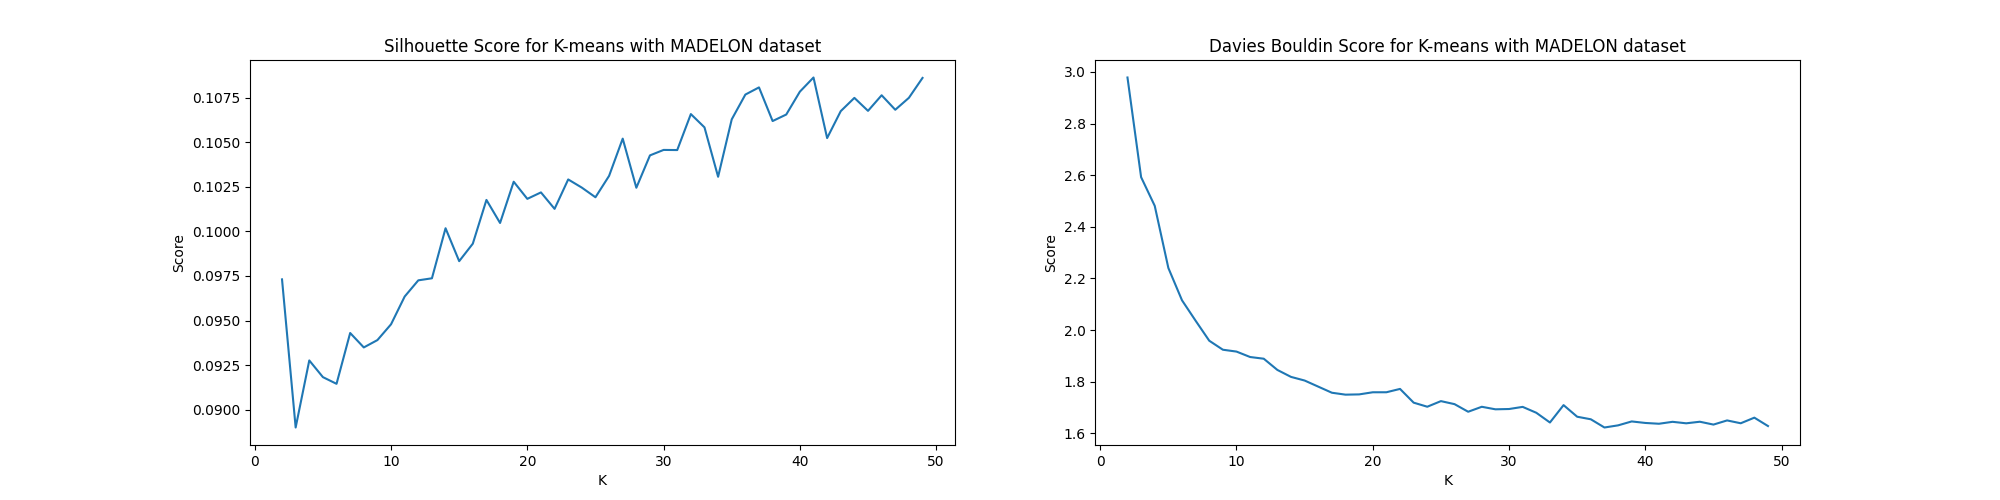 Silhouette Score for K-means with MADELON dataset
0.1075
0.1050
0.1025
0.1000
0.0975
0.0950
0.0925
0.0900
Score
0 10 20 30 40 50
K
Davies Bouldin Score for K-means with MADELON dataset
3.0
2.8
2.6
2.4
2.2
2.0
1.8
1.6
Score
0 10 20 30 40 50
K